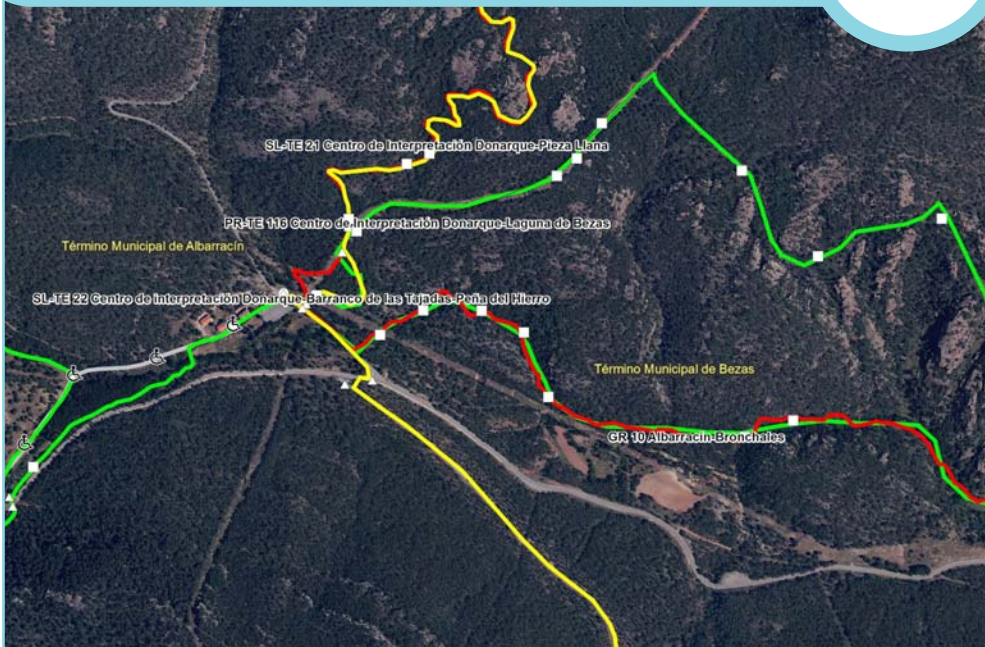 SL-TE 21 Centro de Interpretación Donarque-Pieza Llana
PR-TE 116 Centro de Interpretación Donarque-Laguna de Bezas
Término Municipal de Albarracín
SL-TE 22 Centro de interpretación Donarque-Barranco de las Tajadas-Peña del Hierro
Término Municipal de Bezas
GR 10 Albarracín-Bronchales